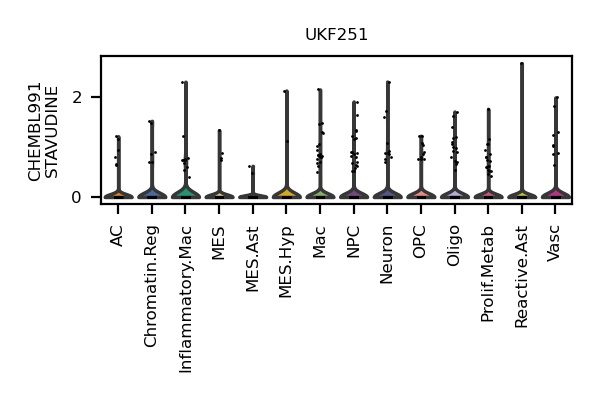 UKF251
CHEMBL991
STAVUDINE
2
0
AC
Chromatin.Reg
Inflammatory.Mac
MES
MES.Ast
MES.Hyp
Mac
NPC
Neuron
OPC
Oligo
Prolif.Metab
Reactive.Ast
Vasc